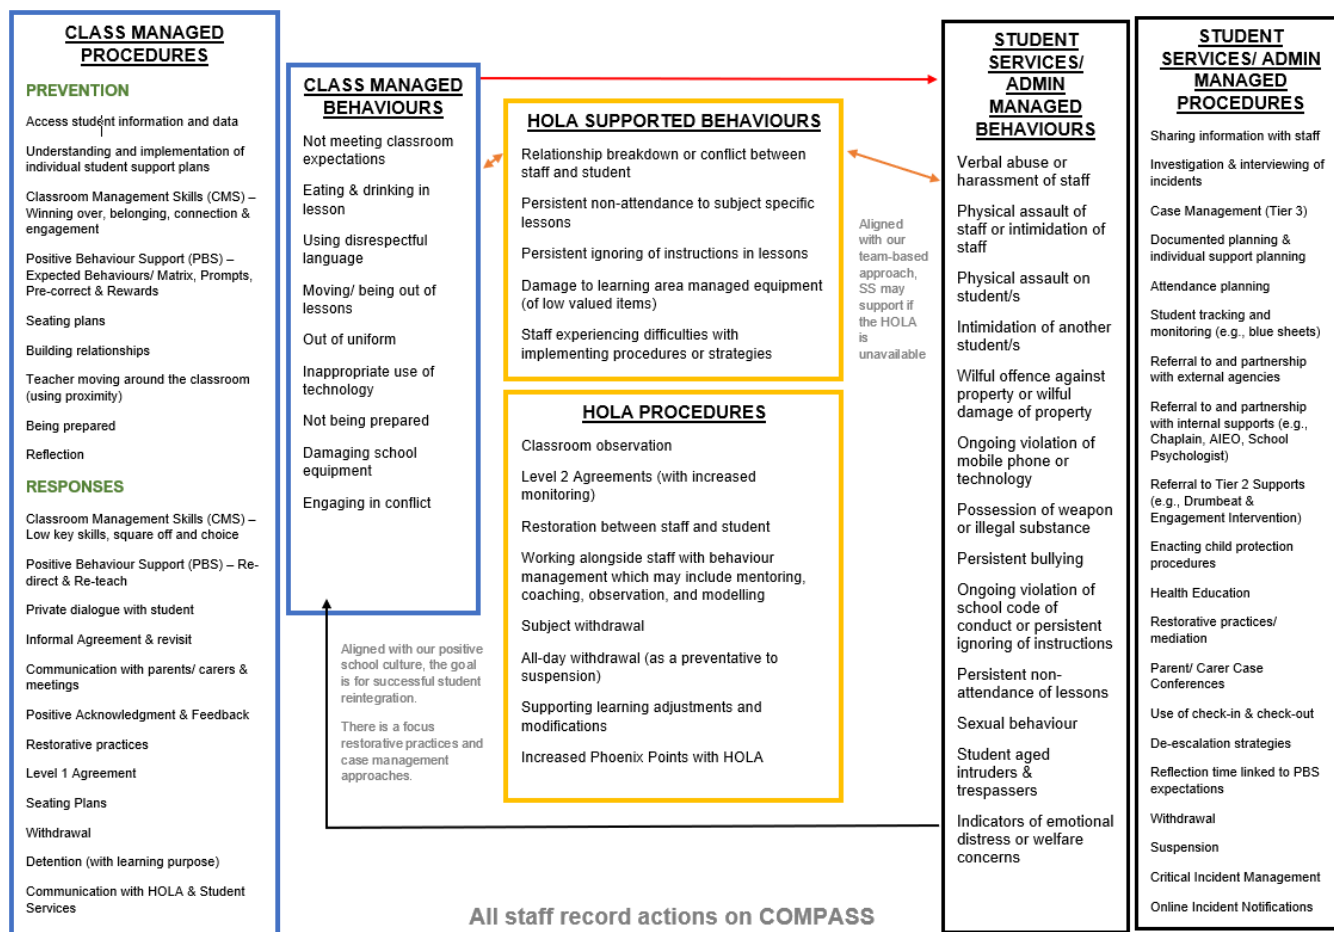 CLASS MANAGED
PROCEDURES
PREVENTION
Access student information and data
Understanding and implementation of
individual student support plans
Classroom Management Skills (CMS) –
Winning over, belonging, connection &
engagement
Positive Behaviour Support (PBS) –
Expected Behaviours/ Matrix, Prompts,
Pre-correct & Rewards
Seating plans
Building relationships
Teacher moving around the classroom
(using proximity)
Being prepared
Reflection
RESPONSES
Classroom Management Skills (CMS) –
Low key skills, square off and choice
Positive Behaviour Support (PBS) – Re-
direct & Re-teach
Private dialogue with student
Informal Agreement & revisit
Communication with parents/ carers &
meetings
Positive Acknowledgment & Feedback
Restorative practices
Level 1 Agreement
Seating Plans
Withdrawal
Detention (with learning purpose)
Communication with HOLA & Student
Services
CLASS MANAGED
BEHAVIOURS
Not meeting classroom
expectations
Eating & drinking in
lesson
Using disrespectful
language
Moving/ being out of
lessons
Out of uniform
Inappropriate use of
technology
Not being prepared
Damaging school
equipment
Engaging in conflict
Aligned with our positive
school culture, the goal
is for successful student
reintegration.
There is a focus
restorative practices and
case management
approaches.
HOLA SUPPORTED BEHAVIOURS
Relationship breakdown or conflict between
staff and student
Persistent non-attendance to subject specific
lessons
Persistent ignoring of instructions in lessons
Damage to learning area managed equipment
(of low valued items)
Staff experiencing difficulties with
implementing procedures or strategies
HOLA PROCEDURES
Classroom observation
Level 2 Agreements (with increased
monitoring)
Restoration between staff and student
Working alongside staff with behaviour
management which may include mentoring,
coaching, observation, and modelling
Subject withdrawal
All-day withdrawal (as a preventative to
suspension)
Supporting learning adjustments and
modifications
Increased Phoenix Points with HOLA
Aligned
with our
team-based
approach,
SS may
support if
the HOLA
is
unavailable
STUDENT
SERVICES/
ADMIN
MANAGED
BEHAVIOURS
Verbal abuse or
harassment of staff
Physical assault of
staff or intimidation of
staff
Physical assault on
student/s
Intimidation of another
student/s
Wilful offence against
property or wilful
damage of property
Ongoing violation of
mobile phone or
technology
Possession of weapon
or illegal substance
Persistent bullying
Ongoing violation of
school code of
conduct or persistent
ignoring of instructions
Persistent non-
attendance of lessons
Sexual behaviour
Student aged
intruders &
trespassers
Indicators of emotional
distress or welfare
concerns
STUDENT
SERVICES/ ADMIN
MANAGED
PROCEDURES
Sharing information with staff
Investigation & interviewing of
incidents
Case Management (Tier 3)
Documented planning &
individual support planning
Attendance planning
Student tracking and
monitoring (e.g., blue sheets)
Referral to and partnership
with external agencies
Referral to and partnership
with internal supports (e.g.,
Chaplain, AIEO, School
Psychologist)
Referral to Tier 2 Supports
(e.g., Drumbeat &
Engagement Intervention)
Enacting child protection
procedures
Health Education
Restorative practices/
mediation
Parent/ Carer Case
Conferences
Use of check-in & check-out
De-escalation strategies
Reflection time linked to PBS
expectations
Withdrawal
Suspension
Critical Incident Management
Online Incident Notifications
All staff record actions on COMPASS